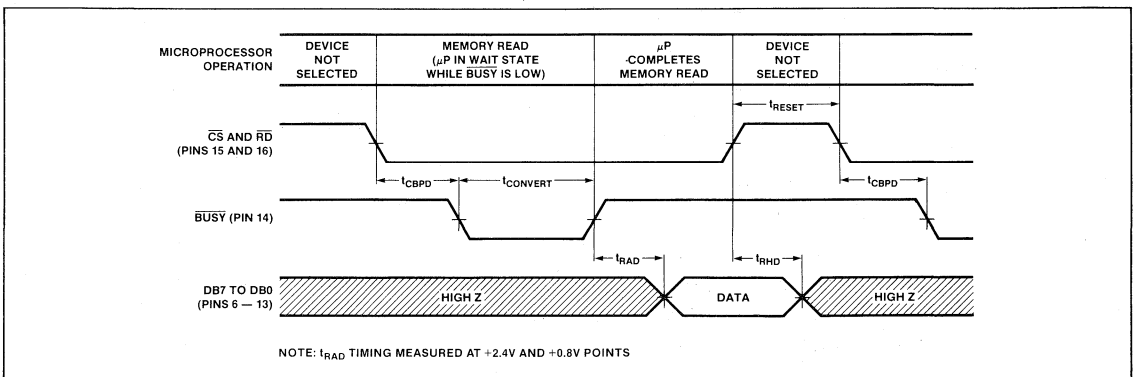 MICROPROCESSOR
OPERATION
DEVICE
NOT
SELECTED
MEMORY READ
(μP IN WAIT STATE
WHILE BUSY IS LOW)
μP
-COMPLETES
MEMORY READ
DEVICE
NOT
SELECTED
tRESET
CS AND RD
(PINS 15 AND 16)
tCBPD
tCONVERT
tCBPD
BUSY (PIN 14)
tRAD
tRHD
DB7 TO DB0
(PINS 6 — 13)
HIGH Z
DATA
HIGH Z
NOTE: tRAD TIMING MEASURED AT +2.4V AND +0.8V POINTS